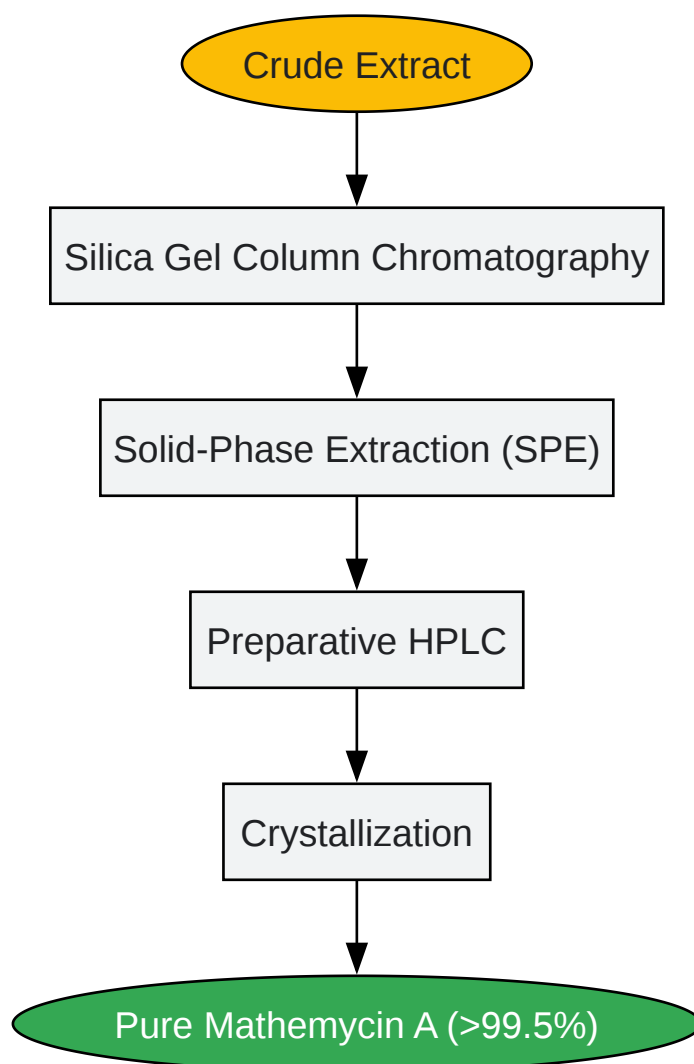 Crude Extract
Silica Gel Column Chromatography
Solid-Phase Extraction (SPE)
Preparative HPLC
Crystallization
Pure Mathemycin A (>99.5%)